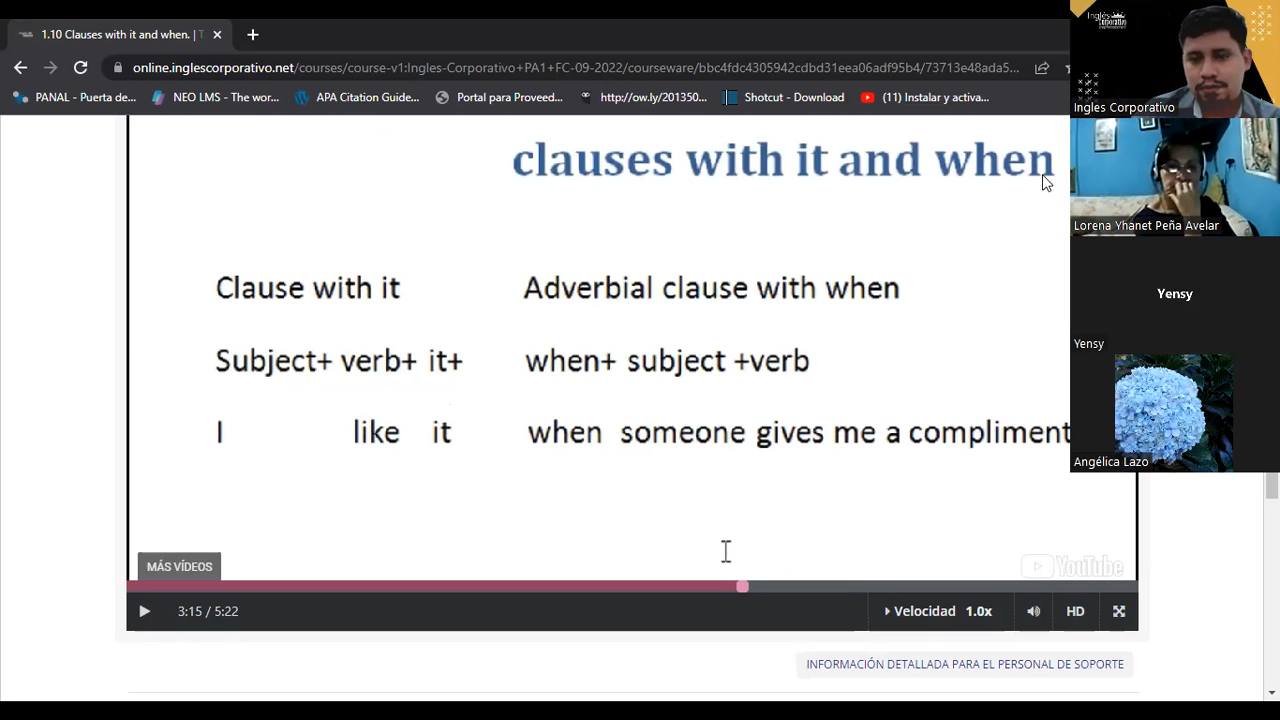 1.10 Clauses with it and when. | T
online.inglescorporativo.net/courses/course-v1:Ingles-Corpor PA1+FC-09-2022/courseware/bbc4fdc4305942cdbd31eea06adf95b4/73713e48ada5...
PANAL - Puerta de...
NEO LMS - The wor...
APA Citation
Portal para proveed...
http://ow.ly/201350...
Shotcut - Download
(11) Instalar y activa...
clauses with it and when
Clause with it
Adverbial clause with when
Subject+ verb+ it+
when+ subject +verb
I like it
when someone gives me a compliment
MÁS VÍDEOS
YouTube
3:15 / 5:22
Velocidad 1.0x
HD
INFORMACIÓN DETALLADA PARA EL PERSONAL DE SOPORTE
Inglés
Corporativo
Ingles Corporativo
Lorena Yhanet Peña Avelar
Yensy
Yensy
Angélica Lazo